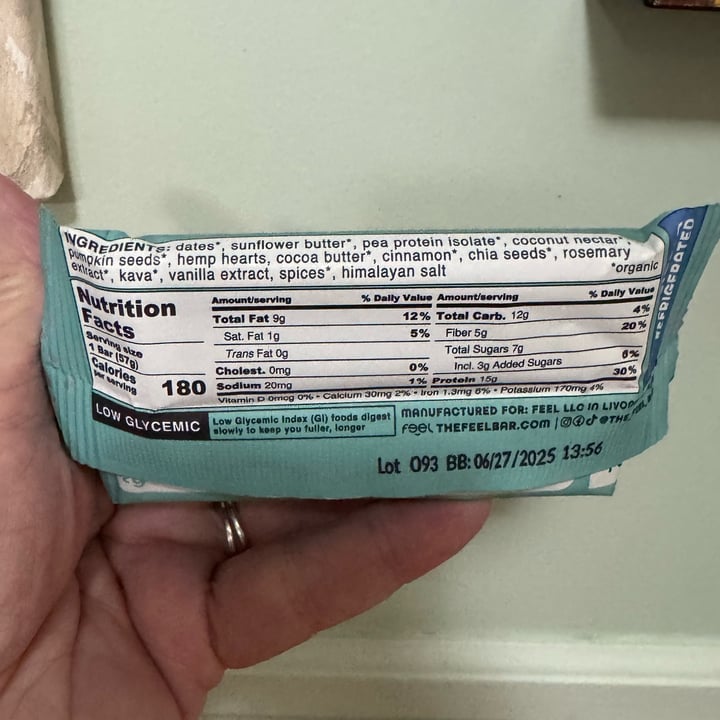 INGREDIENTS: dates*, sunflower butter*, pea protein isolate*, coconut nectar*,
pumpkin seeds*, hemp hearts, cocoa butter*, cinnamon*, chia seeds*, rosemary
extract*, kava*, vanilla extract, spices*, himalayan salt
*organic
Nutrition
Facts
Serving size
1 Bar (57g)
Calories
per serving
180
Amount/serving % Daily Value
Total Fat 9g 12%
Sat. Fat 1g 5%
Trans Fat 0g
Cholest. 0mg 0%
Sodium 20mg 1%
Amount/serving % Daily Value
Total Carb. 12g 4%
Fiber 5g 20%
Total Sugars 7g
Incl. 3g Added Sugars 6%
Protein 15g 30%
Vitamin D 0mcg 0% • Calcium 30mg 2% • Iron 1.3mg 8% • Potassium 170mg 4%
LOW GLYCEMIC
Low Glycemic Index (GI) foods digest
slowly to keep you fuller, longer
MANUFACTURED FOR: FEEL LLC IN
feel THEFEELBAR.COM |
Lot 093 BB: 06/27/2025 13:56
REFRIGERATED